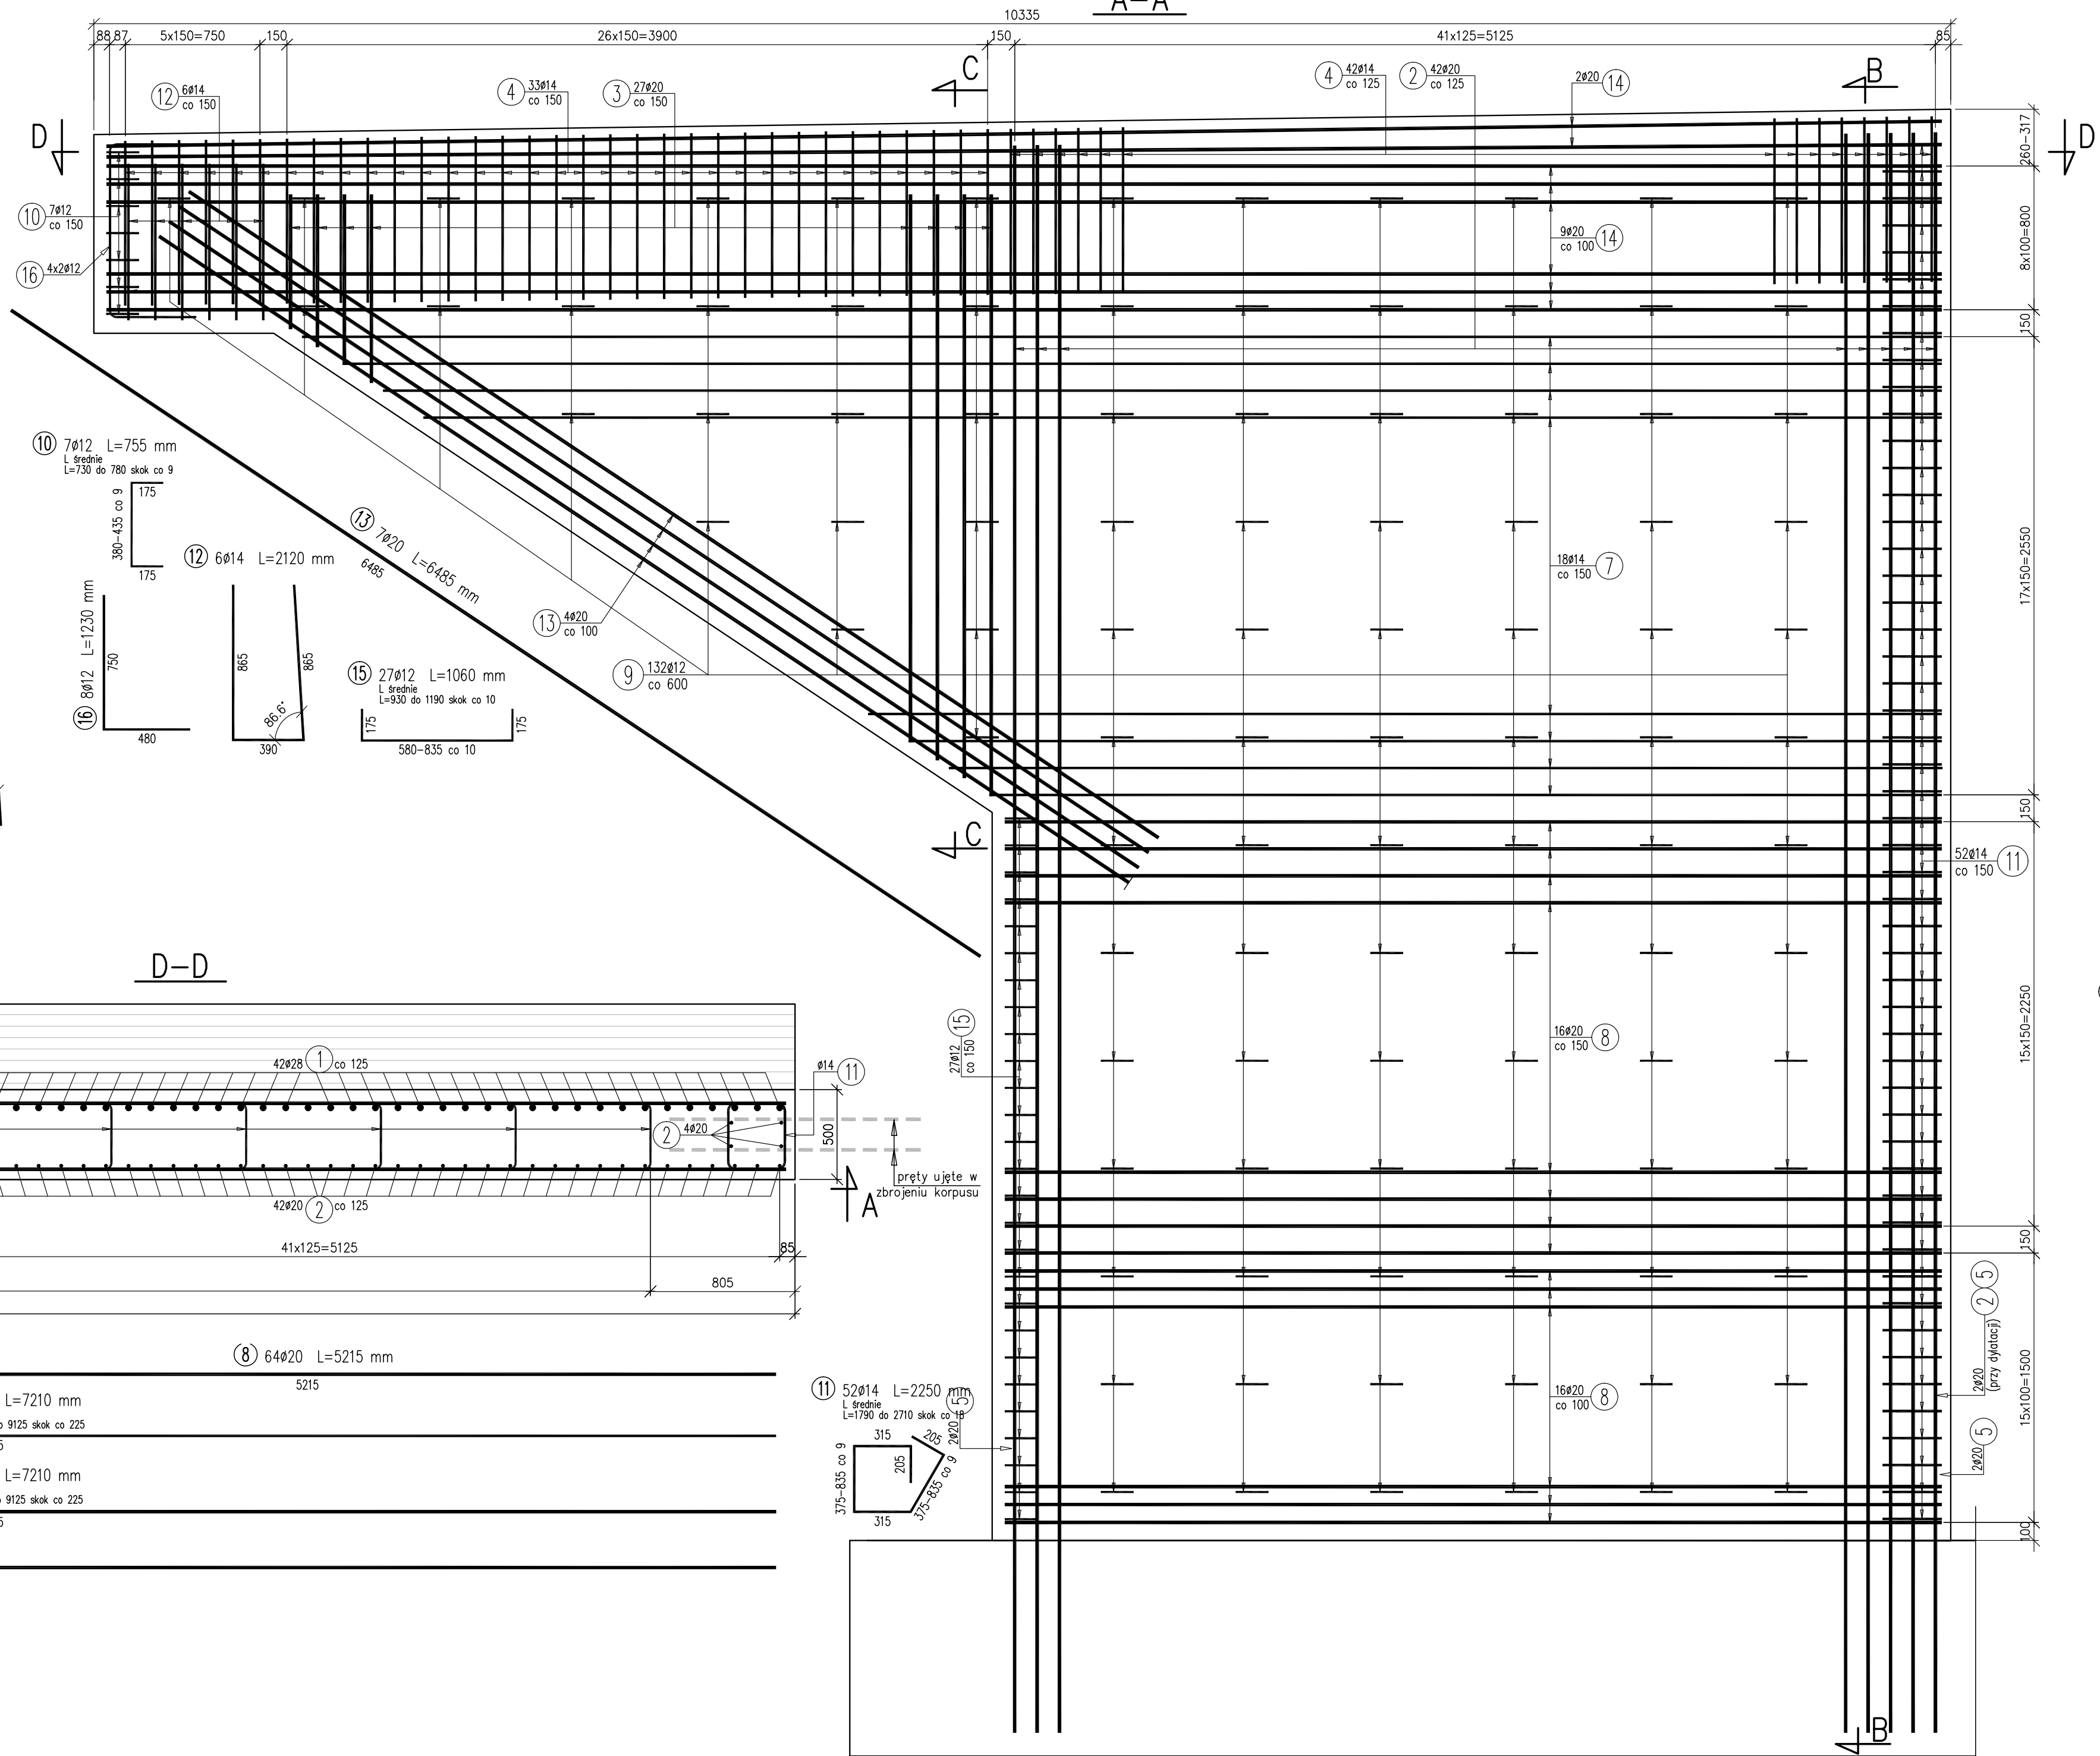 A-A
10335
88 87 5x150=750 150 26x150=3900 150 41x125=5125 85
C
B
12 6ø14
co 150
4 33ø14
co 150
3 27ø20
co 150
4 42ø14
co 125
2 42ø20
co 125
2ø20 14
D
D
260-317
10 7ø12
co 150
16 4x2ø12
9ø20 14
co 100
8x100=800
150
10 7ø12 L=755 mm
L średnie
L=730 do 780 skok co 9
175
380-435 co 9
175
13 7ø20 L=6485 mm
6485
12 6ø14 L=2120 mm
865
865
86.6°
390
16 8ø12 L=1230 mm
750
480
15 27ø12 L=1060 mm
L średnie
L=930 do 1190 skok co 10
175
175
580-835 co 10
13 4ø20
co 100
9 132ø12
co 600
18ø14 7
co 150
17x150=2550
150
C
52ø14 11
co 150
D-D
15 27ø12
co 150
16ø20 8
co 150
15x150=2250
42ø28 1 co 125
ø14 11
2 4ø20
500
pręty ujęte w
zbrojeniu korpusu
A
42ø20 2 co 125
41x125=5125 85
805
150
5
2
2ø20
(przy dylatacji)
8 64ø20 L=5215 mm
5215
L=7210 mm
9125 skok co 225
L=7210 mm
9125 skok co 225
11 52ø14 L=2250 mm
L średnie
L=1790 do 2710 skok co 18
315
205
205
375-835 co 9
375-835 co 9
315
2ø20 5
16ø20 8
co 100
15x100=1500
2ø20 5
100
B